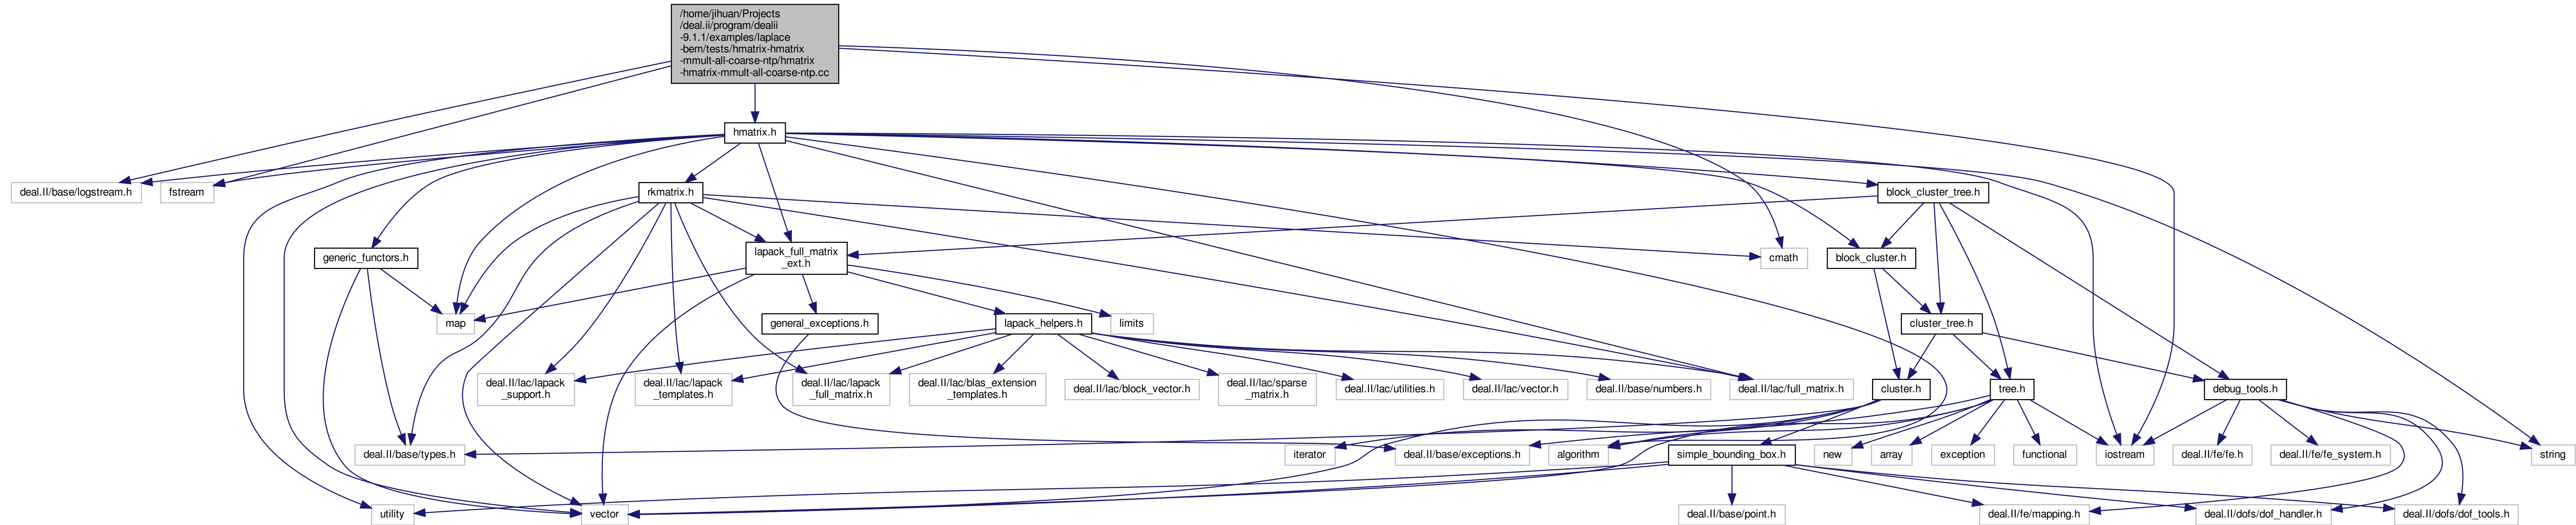 /home/jihuan/Projects
/deal.ii/program/dealii
-9.1.1/examples/laplace
-bem/tests/hmatrix-hmatrix
-mmult-all-coarse-ntp/hmatrix
-hmatrix-mmult-all-coarse-ntp.cc
hmatrix.h
deal.II/base/logstream.h
fstream
rkmatrix.h
block_cluster_tree.h
generic_functors.h
lapack_full_matrix
_ext.h
cmath
block_cluster.h
map
general_exceptions.h
lapack_helpers.h
limits
cluster_tree.h
deal.II/lac/lapack
_support.h
deal.II/lac/lapack
_templates.h
deal.II/lac/lapack
_full_matrix.h
deal.II/lac/blas_extension
_templates.h
deal.II/lac/block_vector.h
deal.II/lac/sparse
_matrix.h
deal.II/lac/utilities.h
deal.II/lac/vector.h
deal.II/base/numbers.h
deal.II/lac/full_matrix.h
cluster.h
tree.h
debug_tools.h
deal.II/base/types.h
iterator
deal.II/base/exceptions.h
algorithm
simple_bounding_box.h
new
array
exception
functional
iostream
deal.II/fe/fe.h
deal.II/fe/fe_system.h
string
utility
vector
deal.II/base/point.h
deal.II/fe/mapping.h
deal.II/dofs/dof_handler.h
deal.II/dofs/dof_tools.h